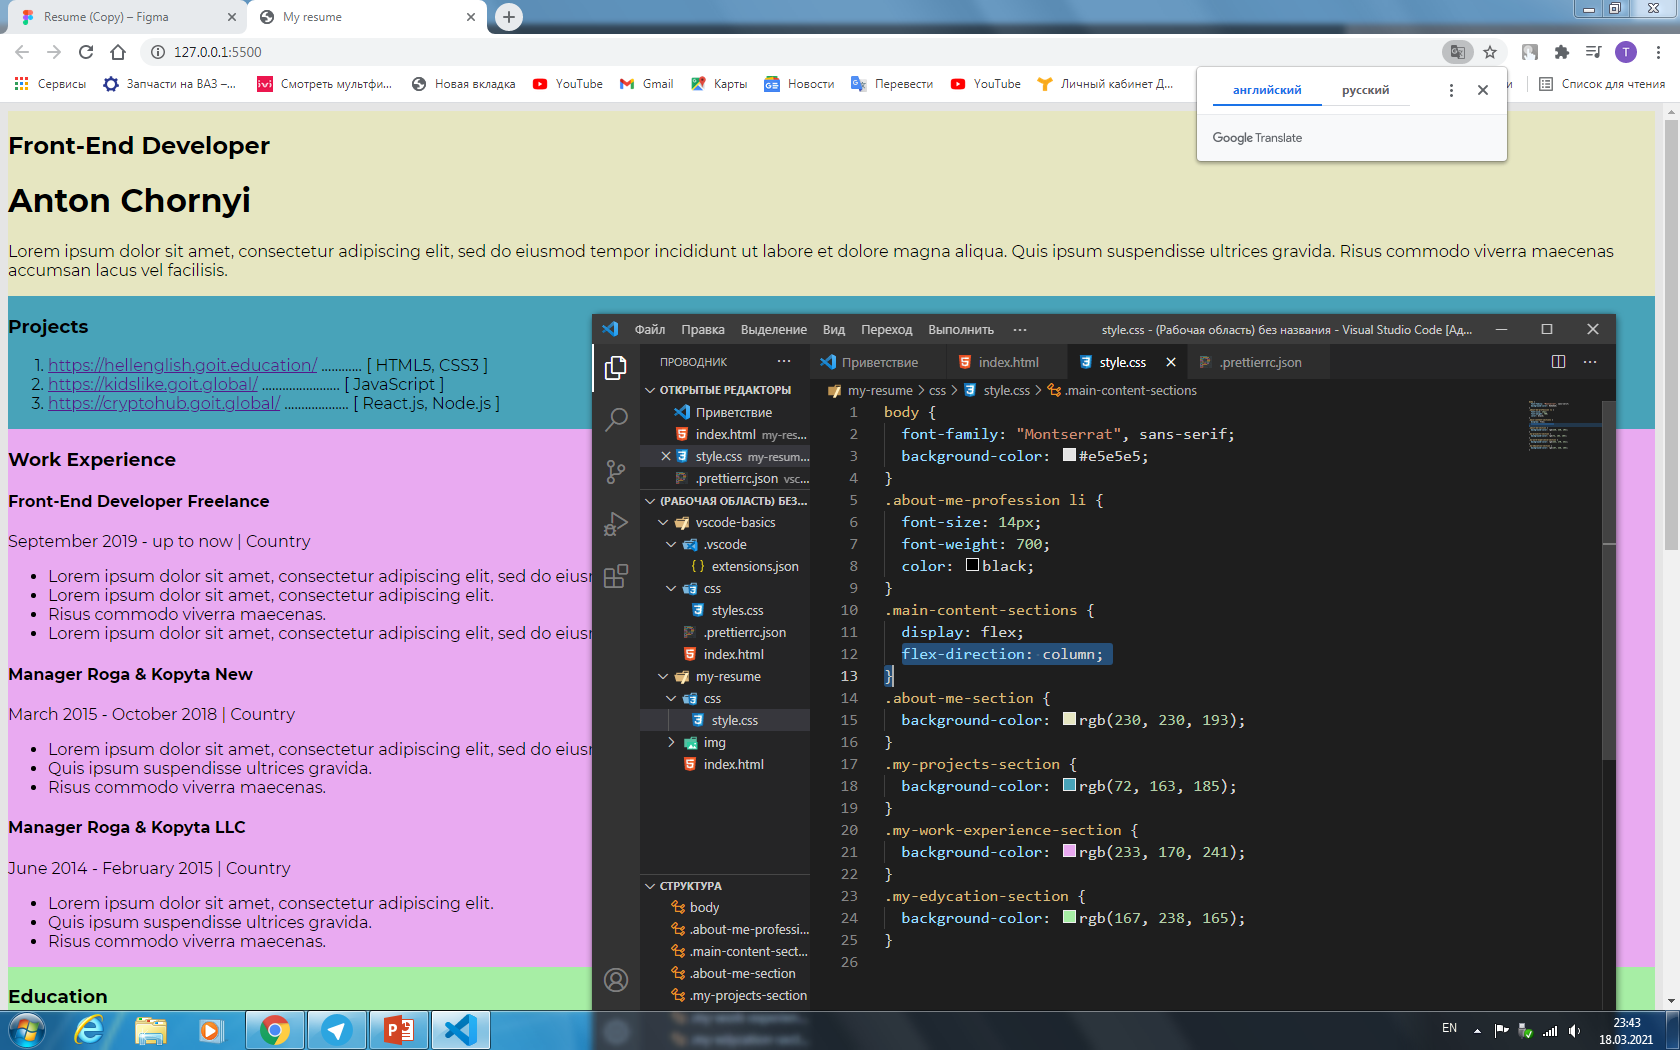 Resume (Copy) – Figma
My resume
127.0.0.1:5500
T
Сервисы
Запчасти на ВАЗ –...
Смотреть мультфи...
Новая вкладка
YouTube
Gmail
Карты
Новости
Перевести
YouTube
Личный кабинет Д...
Список для чтения
английский
русский
Google Translate
Front-End Developer
Anton Chornyi
Lorem ipsum dolor sit amet, consectetur adipiscing elit, sed do eiusmod tempor incididunt ut labore et dolore magna aliqua. Quis ipsum suspendisse ultrices gravida. Risus commodo viverra maecenas
accumsan lacus vel facilisis.
Projects
1. https://hellenglish.goit.education/ ............ [ HTML5, CSS3 ]
2. https://kidslike.goit.global/ ....................... [ JavaScript ]
3. https://cryptohub.goit.global/ ................... [ React.js, Node.js ]
Work Experience
Front-End Developer Freelance
September 2019 - up to now | Country
Lorem ipsum dolor sit amet, consectetur adipiscing elit, sed do eiusr
Lorem ipsum dolor sit amet, consectetur adipiscing elit.
Risus commodo viverra maecenas.
Lorem ipsum dolor sit amet, consectetur adipiscing elit, sed do eiusr
Manager Roga & Kopyta New
March 2015 - October 2018 | Country
Lorem ipsum dolor sit amet, consectetur adipiscing elit, sed do eiusr
Quis ipsum suspendisse ultrices gravida.
Risus commodo viverra maecenas.
Manager Roga & Kopyta LLC
June 2014 - February 2015 | Country
Lorem ipsum dolor sit amet, consectetur adipiscing elit.
Quis ipsum suspendisse ultrices gravida.
Risus commodo viverra maecenas.
Education
Файл Правка Выделение Вид Переход Выполнить ...
style.css - (Рабочая область) без названия - Visual Studio Code [Ад...
ПРОВОДНИК
ОТКРЫТЫЕ РЕДАКТОРЫ
Приветствие
index.html my-res...
style.css my-resum...
.prettierrc.json vsc...
(РАБОЧАЯ ОБЛАСТЬ) БЕЗ...
vscode-basics
.vscode
extensions.json
css
styles.css
.prettierrc.json
index.html
my-resume
css
style.css
img
index.html
СТРУКТУРА
body
.about-me-professi...
.main-content-sect...
.about-me-section
.my-projects-section
Приветствие
index.html
style.css
.prettierrc.json
my-resume > css > style.css > .main-content-sections
1 body {
2 font-family: "Montserrat", sans-serif;
3 background-color: #e5e5e5;
4 }
5 .about-me-profession li {
6 font-size: 14px;
7 font-weight: 700;
8 color: black;
9 }
10 .main-content-sections {
11 display: flex;
12 flex-direction: column;
13 }
14 .about-me-section {
15 background-color: rgb(230, 230, 193);
16 }
17 .my-projects-section {
18 background-color: rgb(72, 163, 185);
19 }
20 .my-work-experience-section {
21 background-color: rgb(233, 170, 241);
22 }
23 .my-edycation-section {
24 background-color: rgb(167, 238, 165);
25 }
26
EN
23:43
18.03.2021